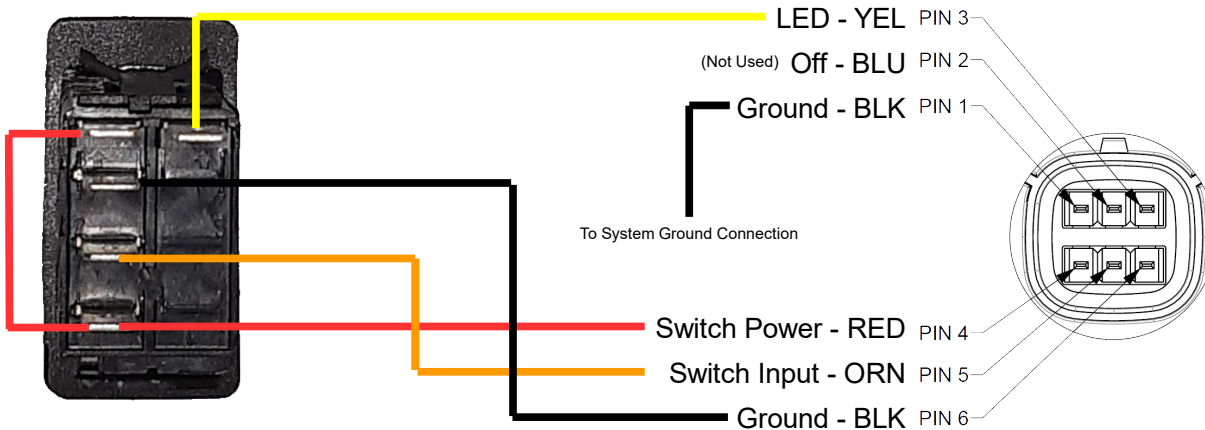 LED - YEL PIN 3
(Not Used) Off - BLU PIN 2
Ground - BLK PIN 1
To System Ground Connection
Switch Power - RED PIN 4
Switch Input - ORN PIN 5
Ground - BLK PIN 6